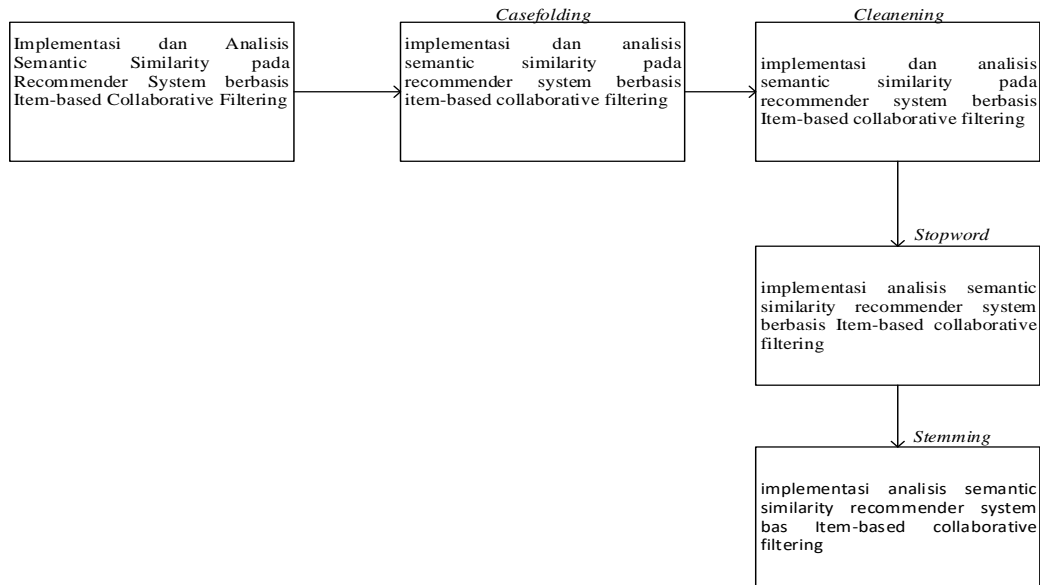 Implementasi dan Analisis
Semantic Similarity pada
Recommender System berbasis
Item-based Collaborative Filtering
Casefolding
implementasi dan analisis
semantic similarity pada
recommender system berbasis
item-based collaborative filtering
Cleanening
implementasi dan analisis
semantic similarity pada
recommender system berbasis
Item-based collaborative filtering
Stopword
implementasi analisis semantic
similarity recommender system
berbasis Item-based collaborative
filtering
Stemming
implementasi analisis semantic
similarity recommender system
bas Item-based collaborative
filtering